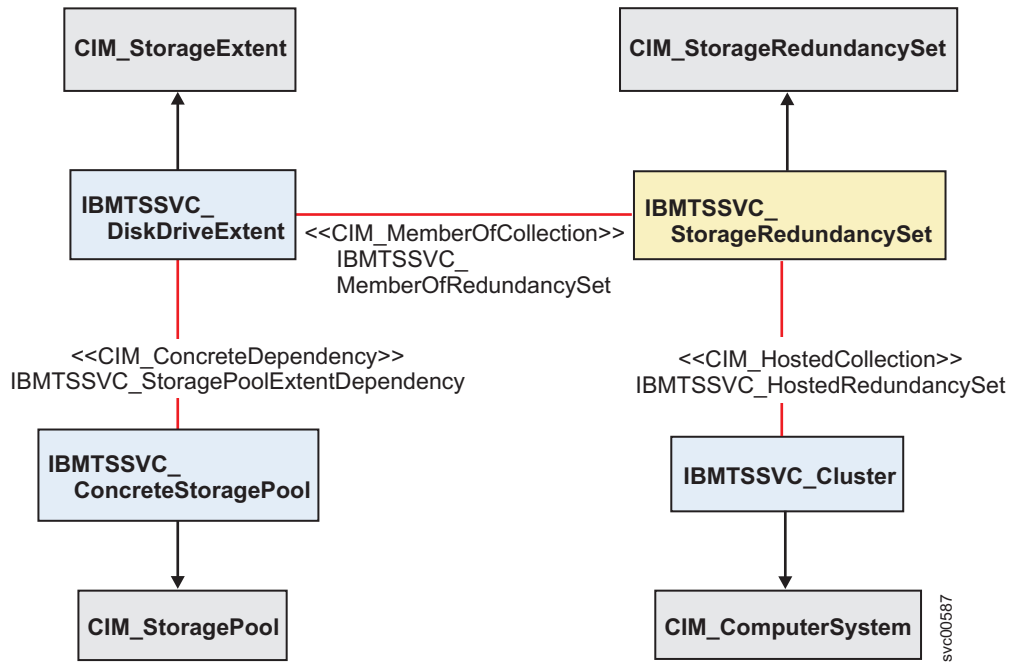 CIM_StorageExtent
CIM_StorageRedundancySet
IBMTSSVC_
DiskDriveExtent
IBMTSSVC_
StorageRedundancySet
<<CIM_MemberOfCollection>>
IBMTSSVC_
MemberOfRedundancySet
<<CIM_ConcreteDependency>>
IBMTSSVC_StoragePoolExtentDependency
<<CIM_HostedCollection>>
IBMTSSVC_HostedRedundancySet
IBMTSSVC_
ConcreteStoragePool
IBMTSSVC_Cluster
CIM_StoragePool
CIM_ComputerSystem
svc00587